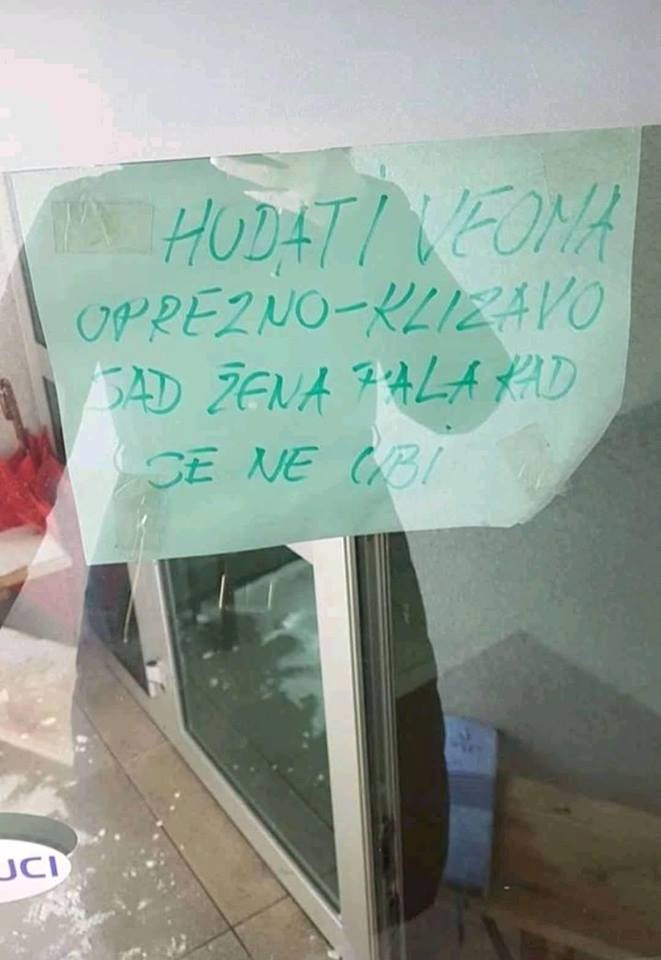 HODATI VEOMA
OPREZNO-KLIZAVO
SAD ŽENA PALA KAD
SE NE UBI
UCI